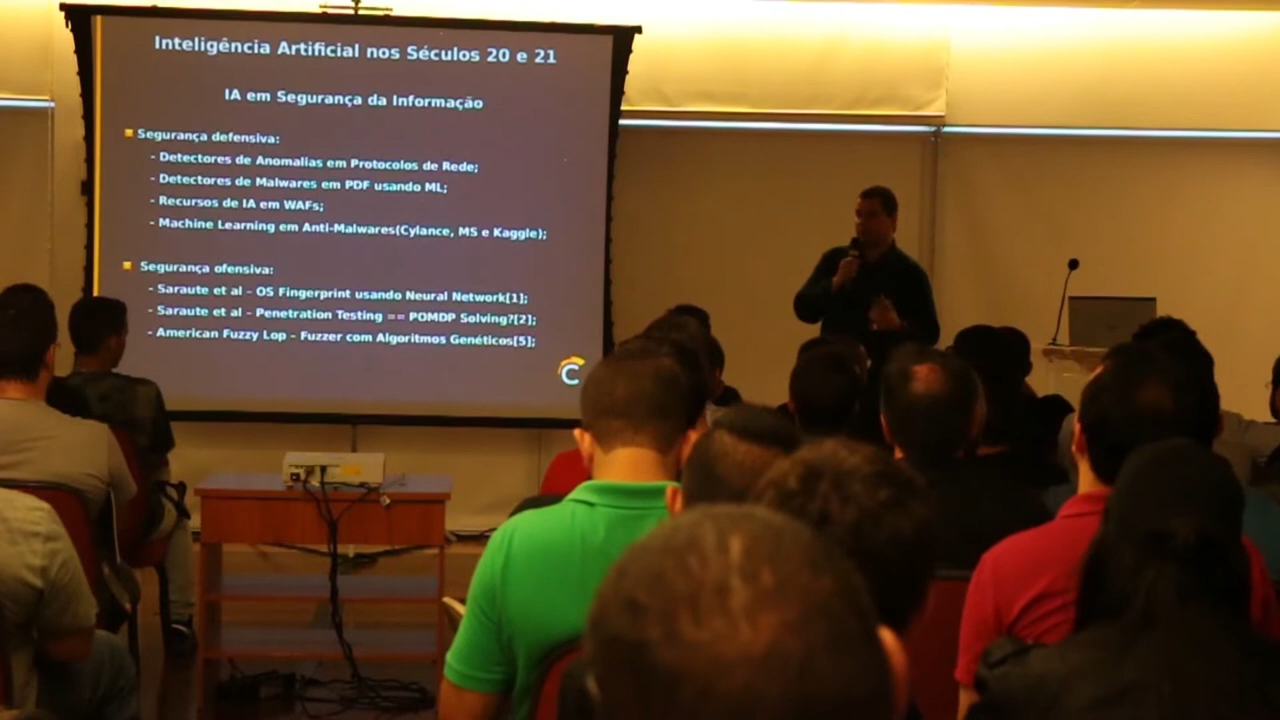 Inteligência Artificial nos Séculos 20 e 21
IA em Segurança da Informação
Segurança defensiva:
- Detectores de Anomalias em Protocolos de Rede;
- Detectores de Malwares em PDF usando ML;
- Recursos de IA em WAFs;
- Machine Learning em Anti-Malwares(Cylance, MS e Kaggle);
Segurança ofensiva:
- Saraute et al - OS Fingerprint usando Neural Network[1];
- Saraute et al - Penetration Testing == POMDP Solving?[2];
- American Fuzzy Lop - Fuzzer com Algoritmos Genéticos[5];
C